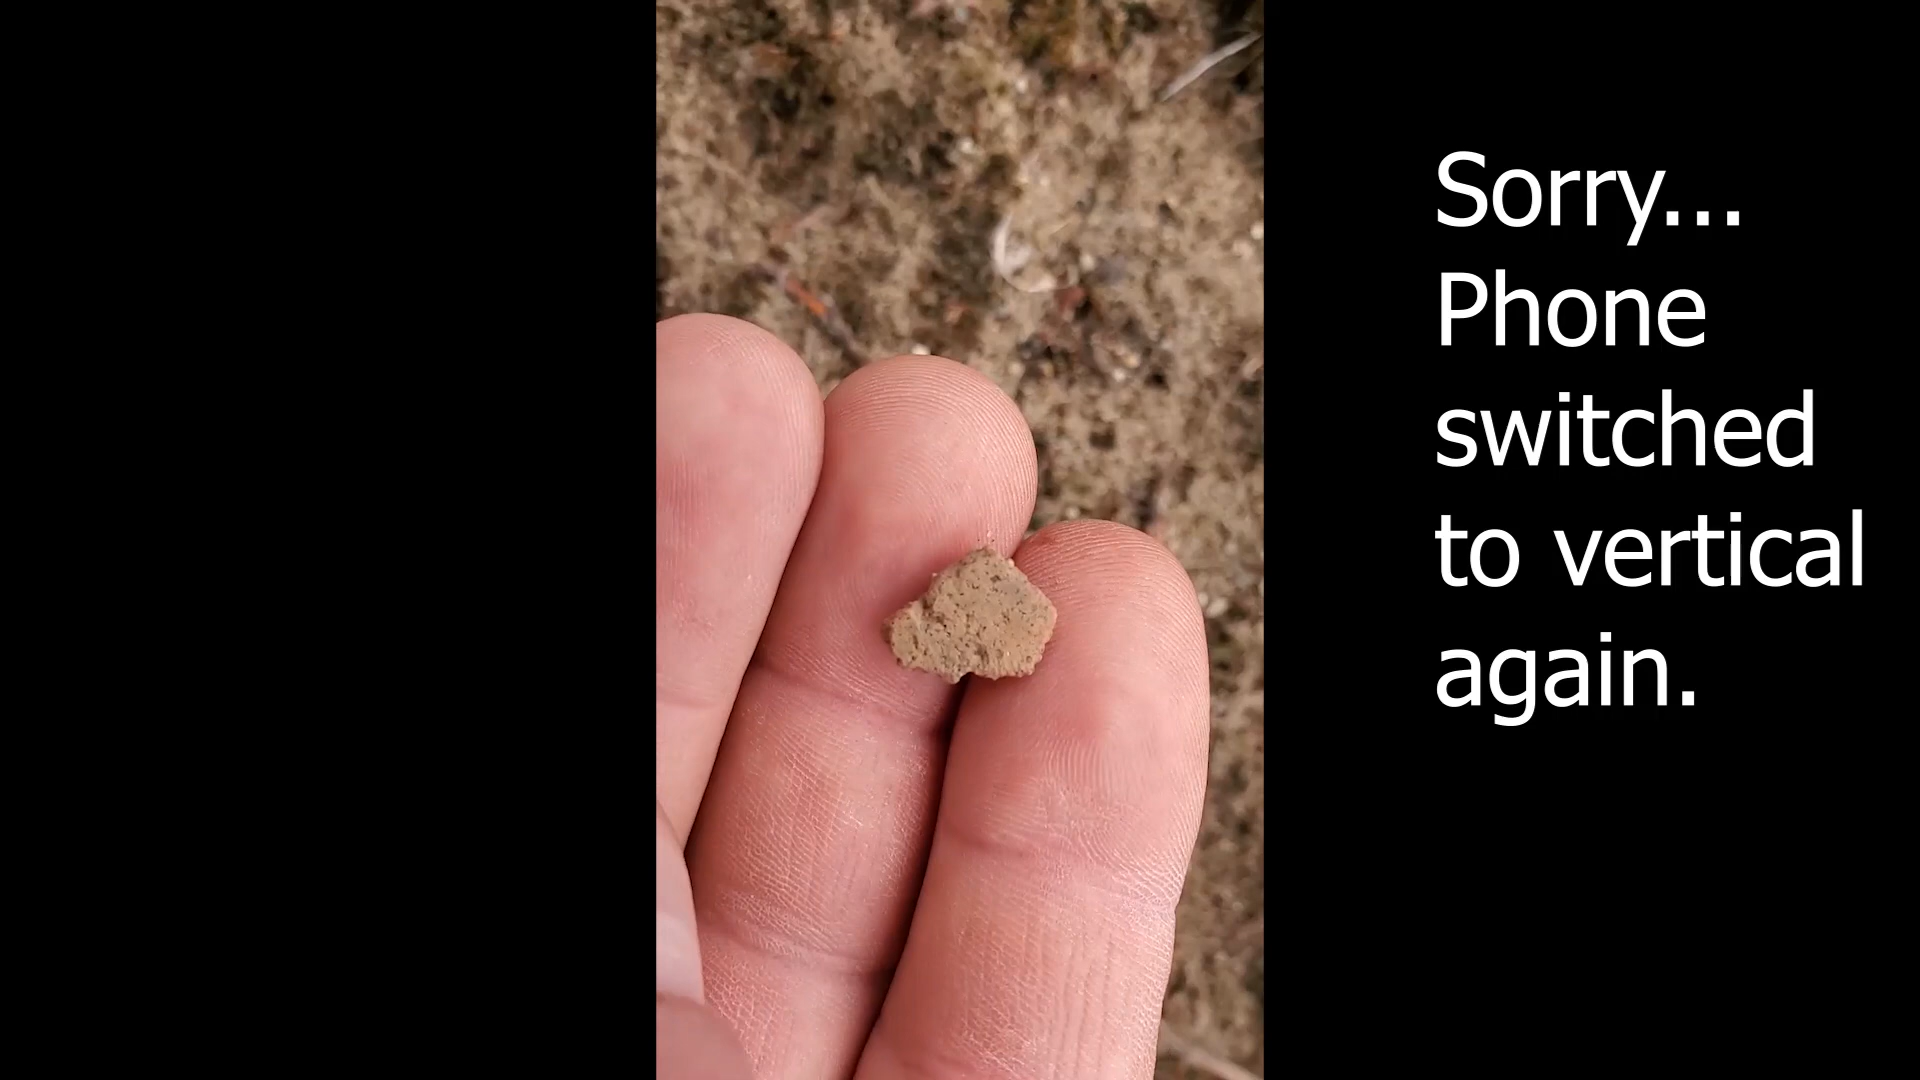 Sorry...
Phone
switched
to vertical
again.